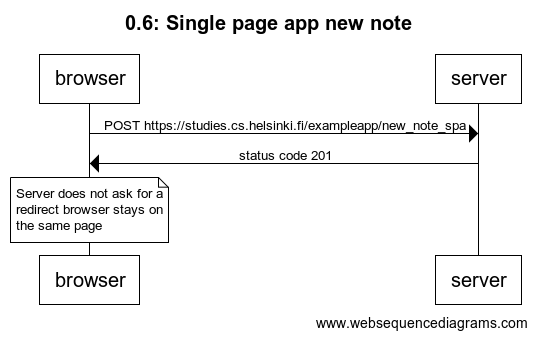 0.6: Single page app new note
browser
server
POST https://studies.cs.helsinki.fi/exampleapp/new_note_spa
status code 201
Server does not ask for a
redirect browser stays on
the same page
browser
server
www.websequencediagrams.com